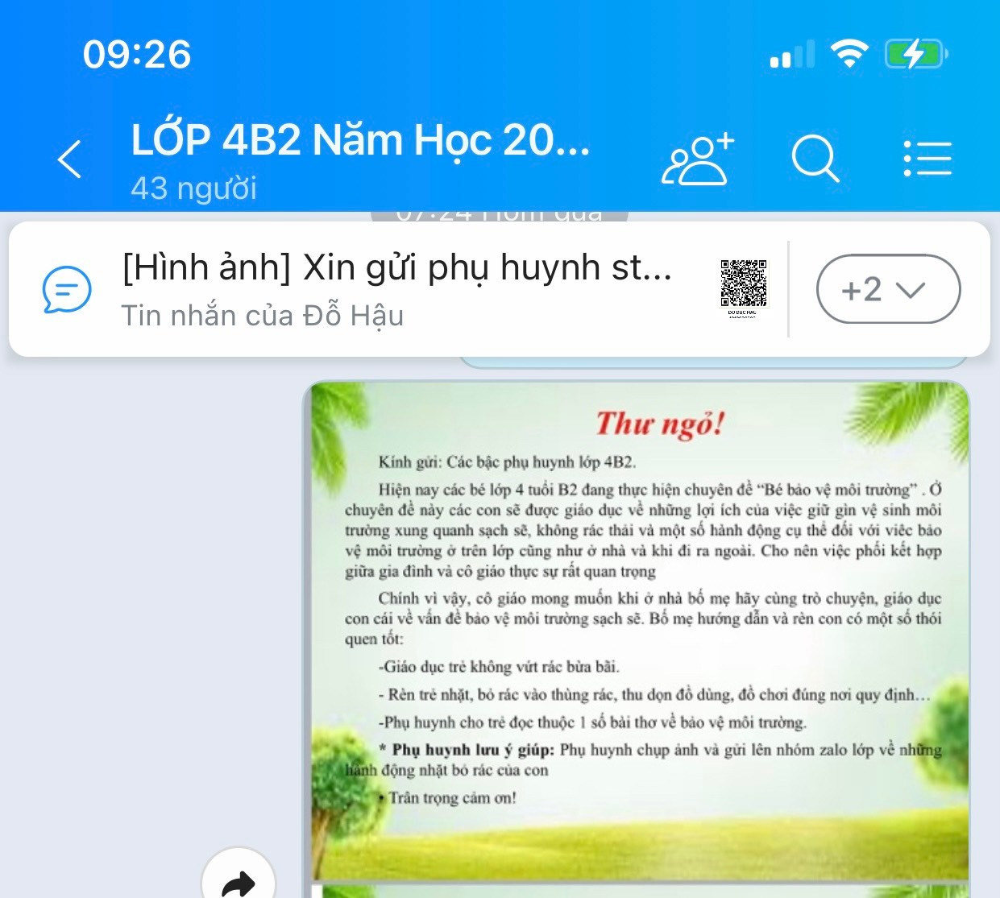 09:26
LỚP 4B2 Năm Học 20...
43 người
07:24 Hôm qua
[Hình ảnh] Xin gửi phụ huynh st...
Tin nhắn của Đỗ Hậu
+2
Thư ngỏ!
Kính gửi: Các bậc phụ huynh lớp 4B2.
Hiện nay các bé lớp 4 tuổi B2 đang thực hiện chuyên đề “Bé bảo vệ môi trường” . Ở
chuyên đề này các con sẽ được giáo dục về những lợi ích của việc giữ gìn vệ sinh môi
trường xung quanh sạch sẽ, không rác thải và một số hành động cụ thể đối với viêc bảo
vệ môi trường ở trên lớp cũng như ở nhà và khi đi ra ngoài. Cho nên việc phối kết hợp
giữa gia đình và cô giáo thực sự rất quan trọng
Chính vì vậy, cô giáo mong muốn khi ở nhà bố mẹ hãy cùng trò chuyện, giáo dục
con cái về vấn đề bảo vệ môi trường sạch sẽ. Bố mẹ hướng dẫn và rèn con có một số thói
quen tốt:
-Giáo dục trẻ không vứt rác bừa bãi.
- Rèn trẻ nhặt, bỏ rác vào thùng rác, thu dọn đồ dùng, đồ chơi đúng nơi quy định…
-Phụ huynh cho trẻ đọc thuộc 1 số bài thơ về bảo vệ môi trường.
* Phụ huynh lưu ý giúp: Phụ huynh chụp ảnh và gửi lên nhóm zalo lớp về những
hành động nhặt bỏ rác của con
• Trân trọng cảm ơn!